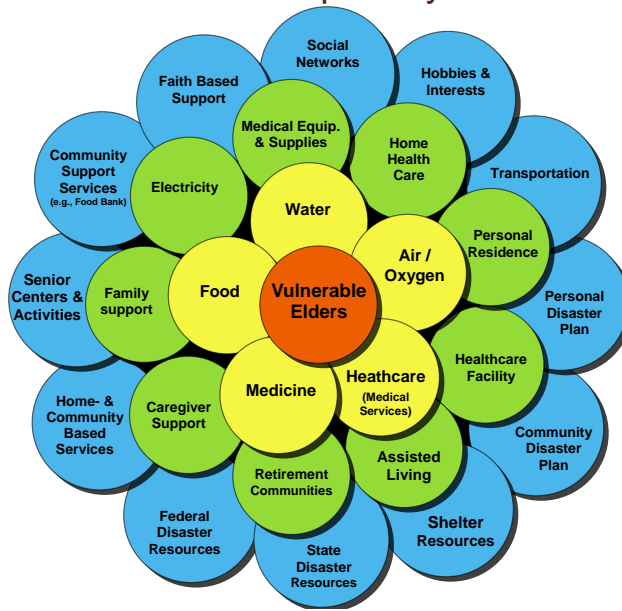 Social
Networks
Hobbies &
Interests
Faith Based
Support
Medical Equip.
& Supplies
Home
Health
Care
Community
Support
Services
(e.g., Food Bank)
Electricity
Transportation
Water
Personal
Residence
Air /
Oxygen
Senior
Centers &
Activities
Family
support
Food
Vulnerable
Elders
Personal
Disaster
Plan
Healthcare
Facility
Medicine
Heathcare
(Medical
Services)
Home- &
Community
Based
Services
Caregiver
Support
Community
Disaster
Plan
Assisted
Living
Retirement
Communities
Federal
Disaster
Resources
State
Disaster
Resources
Shelter
Resources